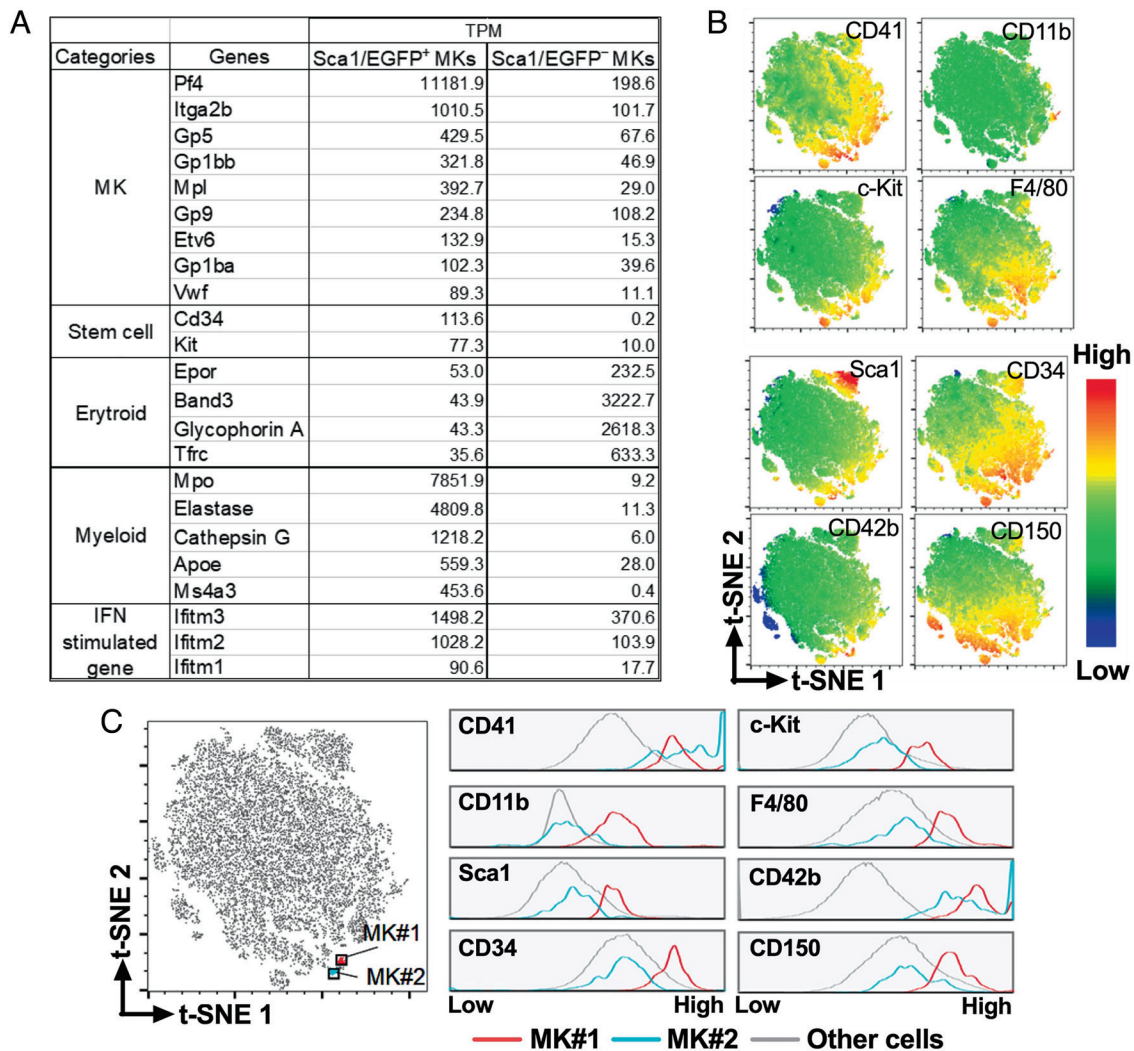 A
TPM
Categories Genes Sca1/EGFP+ MKs Sca1/EGFP− MKs
MK
Pf4 11181.9 198.6
Itga2b 1010.5 101.7
Gp5 429.5 67.6
Gp1bb 321.8 46.9
Mpl 392.7 29.0
Gp9 234.8 108.2
Etv6 132.9 15.3
Gp1ba 102.3 39.6
Vwf 89.3 11.1
Stem cell
Cd34 113.6 0.2
Kit 77.3 10.0
Erytroid
Epor 53.0 232.5
Band3 43.9 3222.7
Glycophorin A 43.3 2618.3
Tfrc 35.6 633.3
Myeloid
Mpo 7851.9 9.2
Elastase 4809.8 11.3
Cathepsin G 1218.2 6.0
Apoe 559.3 28.0
Ms4a3 453.6 0.4
IFN
stimulated
gene
Ifitm3 1498.2 370.6
Ifitm2 1028.2 103.9
Ifitm1 90.6 17.7
B
CD41 CD11b
c-Kit F4/80
Sca1 CD34
CD42b CD150
High
Low
t-SNE 2
t-SNE 1
C
t-SNE 2
t-SNE 1
MK#1
MK#2
CD41 c-Kit
CD11b F4/80
Sca1 CD42b
CD34 CD150
Low High Low High
MK#1 MK#2 Other cells